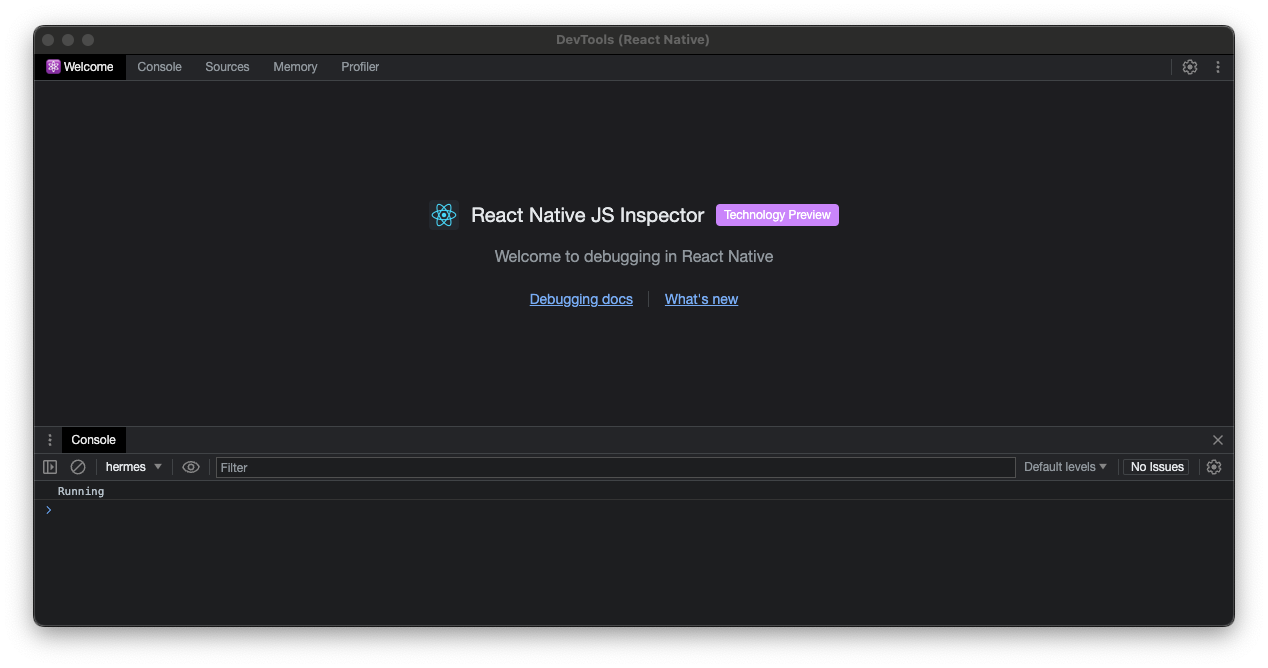 DevTools (React Native)
Welcome Console Sources Memory Profiler
React Native JS Inspector Technology Preview
Welcome to debugging in React Native
Debugging docs What's new
Console
hermes Filter Default levels No Issues
Running